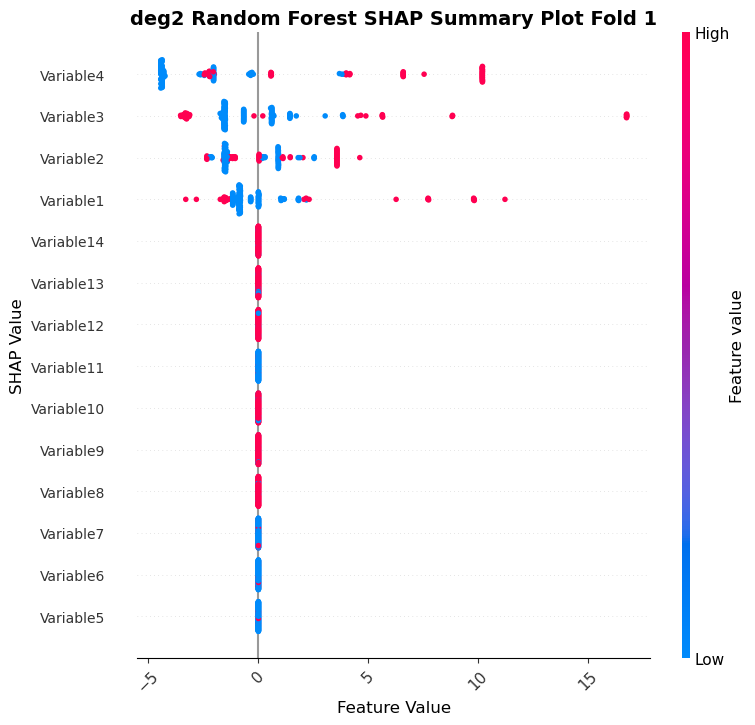 deg2 Random Forest SHAP Summary Plot Fold 1
High
Variable4
Variable3
Variable2
Variable1
Variable14
Variable13
Variable12
Variable11
Variable10
Variable9
Variable8
Variable7
Variable6
Variable5
SHAP Value
Feature value
Low
−5
0
5
10
15
Feature Value